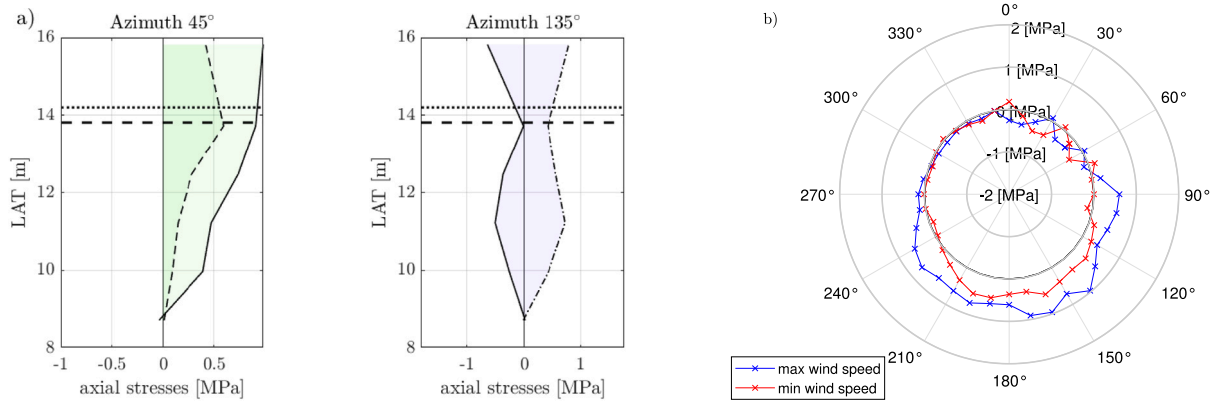 a)
Azimuth 45°
16
14
12
10
8
LAT [m]
-1
-0.5
0
0.5
axial stresses [MPa]
Azimuth 135°
16
14
12
10
8
LAT [m]
-1
0
1
axial stresses [MPa]
b)
0°
30°
60°
90°
120°
150°
180°
210°
240°
270°
300°
330°
2 [MPa]
1 [MPa]
0 [MPa]
-1 [MPa]
-2 [MPa]
max wind speed
min wind speed